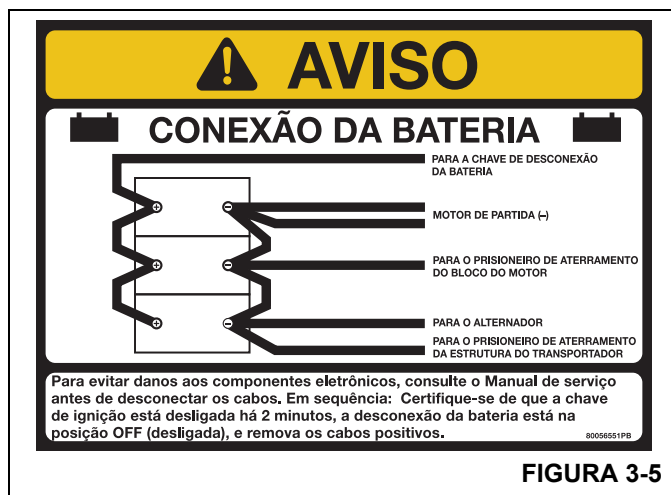 AVISO
CONEXÃO DA BATERIA
PARA A CHAVE DE DESCONEXÃO
DA BATERIA
MOTOR DE PARTIDA (–)
PARA O PRISIONEIRO DE ATERRAMENTO
DO BLOCO DO MOTOR
PARA O ALTERNADOR
PARA O PRISIONEIRO DE ATERRAMENTO
DA ESTRUTURA DO TRANSPORTADOR
Para evitar danos aos componentes eletrônicos, consulte o Manual de serviço
antes de desconectar os cabos. Em sequência: Certifique-se de que a chave
de ignição está desligada há 2 minutos, a desconexão da bateria está na
posição OFF (desligada), e remova os cabos positivos.
80056551PB
FIGURA 3-5